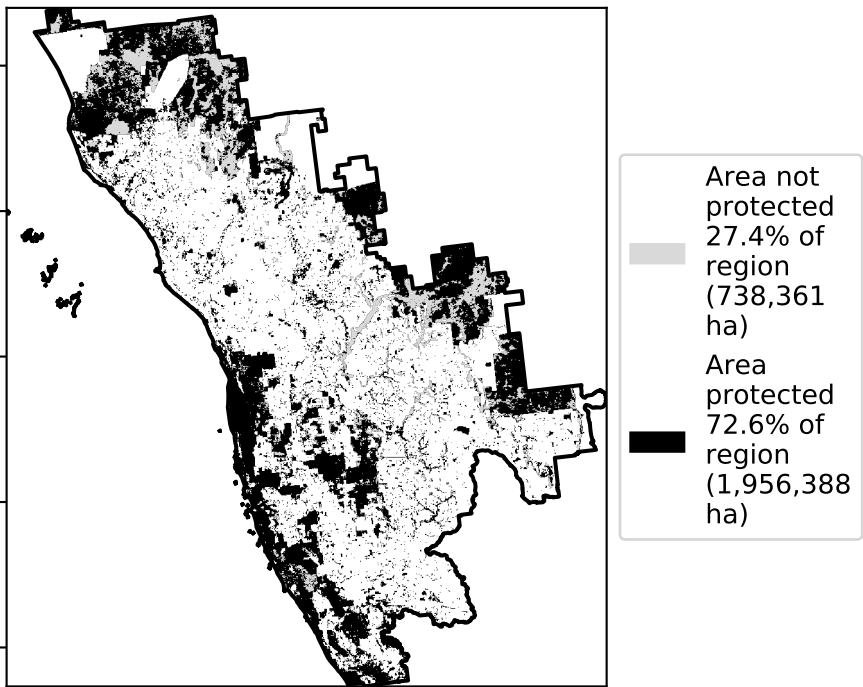 Area not
protected
27.4% of
region
(738,361
ha)
Area
protected
72.6% of
region
(1,956,388
ha)